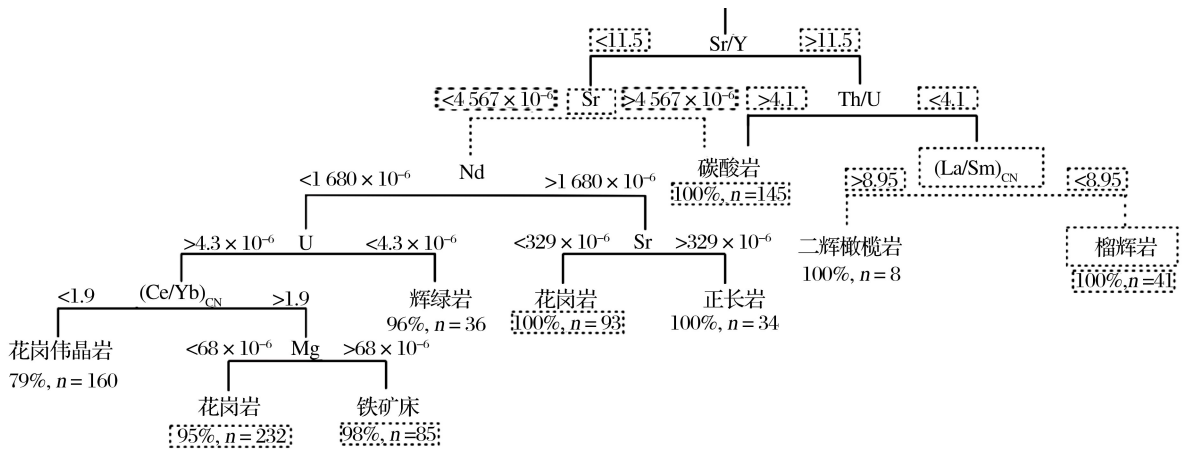 <11.5 Sr/Y >11.5
<4 567×10⁻⁶ Sr >4 567×10⁻⁶ >4.1 Th/U <4.1
Nd 碳酸岩 (La/Sm)CN
<1 680×10⁻⁶ >1 680×10⁻⁶ 100%, n=145 >8.95 <8.95
>4.3×10⁻⁶ U <4.3×10⁻⁶ <329×10⁻⁶ Sr >329×10⁻⁶ 二辉橄榄岩 榴辉岩
100%, n=8 100%,n=41
<1.9 (Ce/Yb)CN >1.9 辉绿岩 花岗岩 正长岩
96%, n=36 100%, n=93 100%, n=34
花岗伟晶岩 <68×10⁻⁶ Mg >68×10⁻⁶
79%, n=160
花岗岩 铁矿床
95%, n=232 98%, n=85